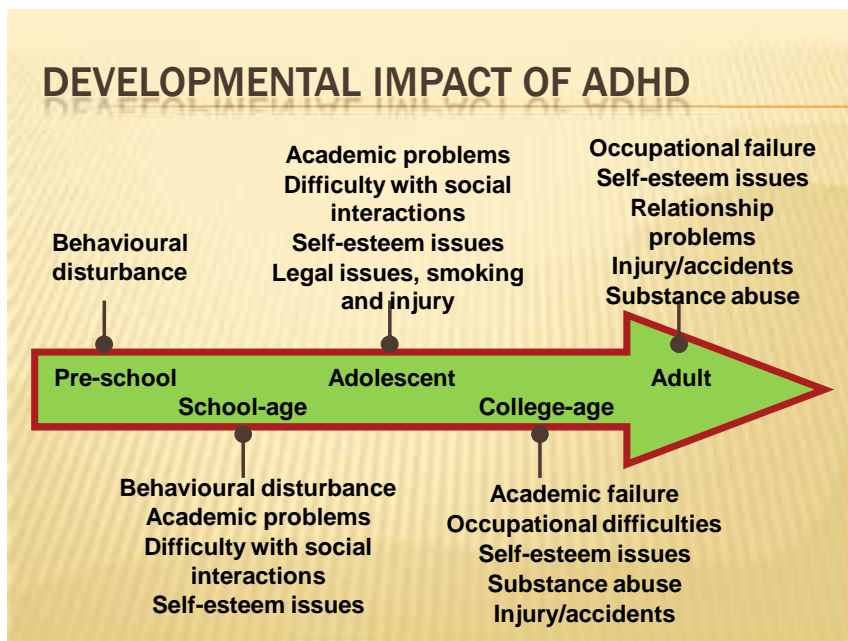 DEVELOPMENTAL IMPACT OF ADHD
Behavioural
disturbance
Academic problems
Difficulty with social
interactions
Self-esteem issues
Legal issues, smoking
and injury
Occupational failure
Self-esteem issues
Relationship
problems
Injury/accidents
Substance abuse
Pre-school
School-age
Adolescent
College-age
Adult
Behavioural disturbance
Academic problems
Difficulty with social
interactions
Self-esteem issues
Academic failure
Occupational difficulties
Self-esteem issues
Substance abuse
Injury/accidents